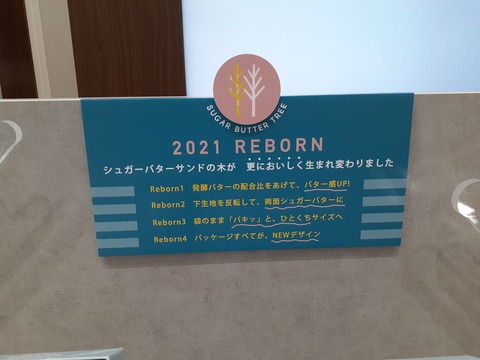 SUGAR BUTTER TREE
2021 REBORN
シュガーバターサンドの木が 更においしく生まれ変わりました
Reborn1 発酵バターの配合比をあげて、バター感UP!
Reborn2 下生地を反転して、両面シュガーバターに
Reborn3 袋のまま「パキッ」と、ひとくちサイズへ
Reborn4 パッケージすべてが、NEWデザイン